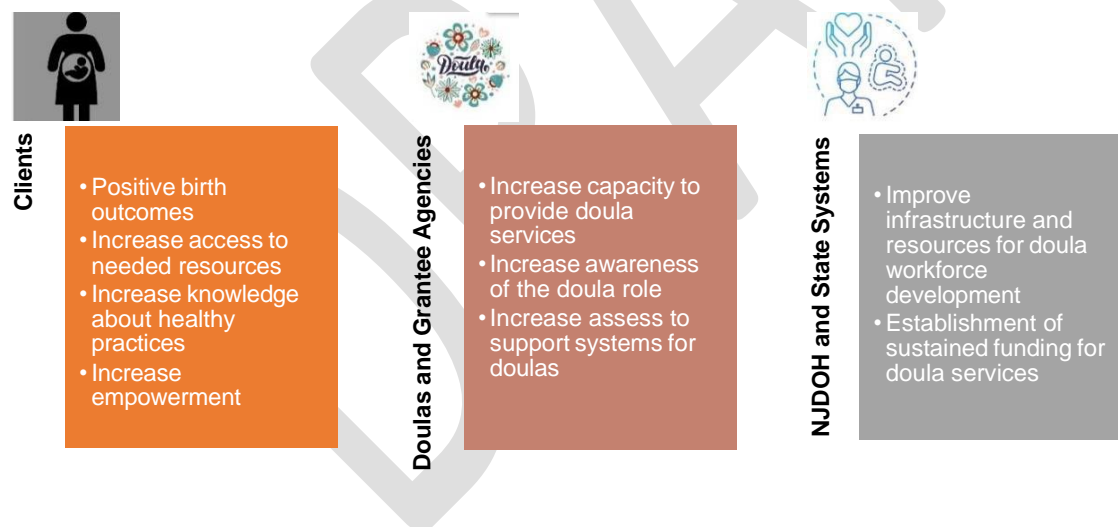 Doula
Clients
• Positive birth
outcomes
• Increase access to
needed resources
• Increase knowledge
about healthy
practices
• Increase
empowerment
Doulas and Grantee Agencies
• Increase capacity to
provide doula
services
• Increase awareness
of the doula role
• Increase assess to
support systems for
doulas
NJDOH and State Systems
• Improve
infrastructure and
resources for doula
workforce
development
• Establishment of
sustained funding for
doula services